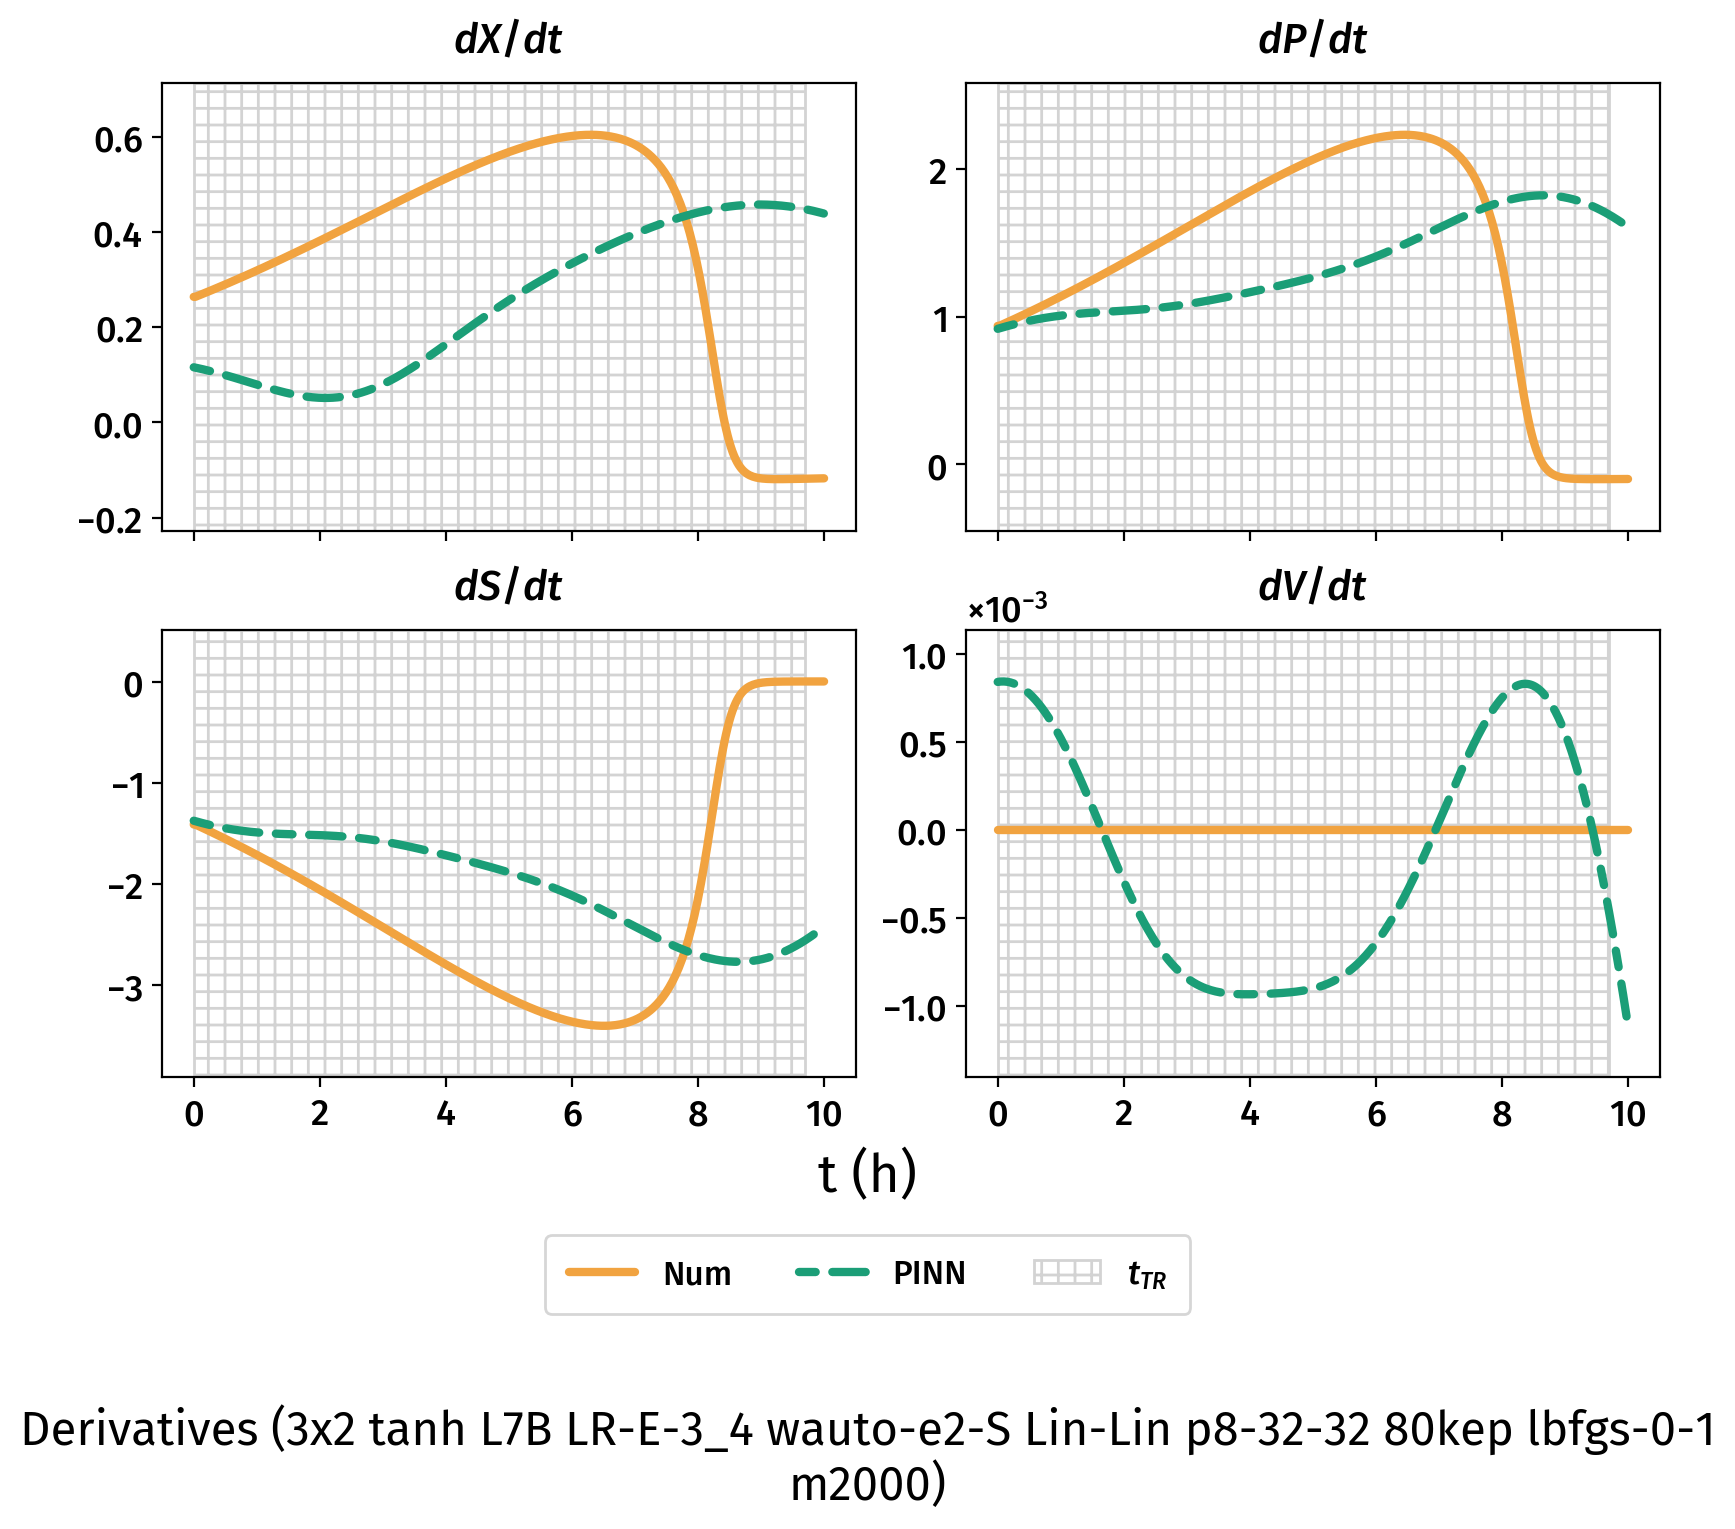 dX/dt
dP/dt
0.6
0.4
0.2
0.0
−0.2
2
1
0
dS/dt
dV/dt
×10⁻³
0
−1
−2
−3
1.0
0.5
0.0
−0.5
−1.0
0 2 4 6 8 10
0 2 4 6 8 10
t (h)
Num PINN t_TR
Derivatives (3x2 tanh L7B LR-E-3_4 wauto-e2-S Lin-Lin p8-32-32 80kep lbfgs-0-1
m2000)